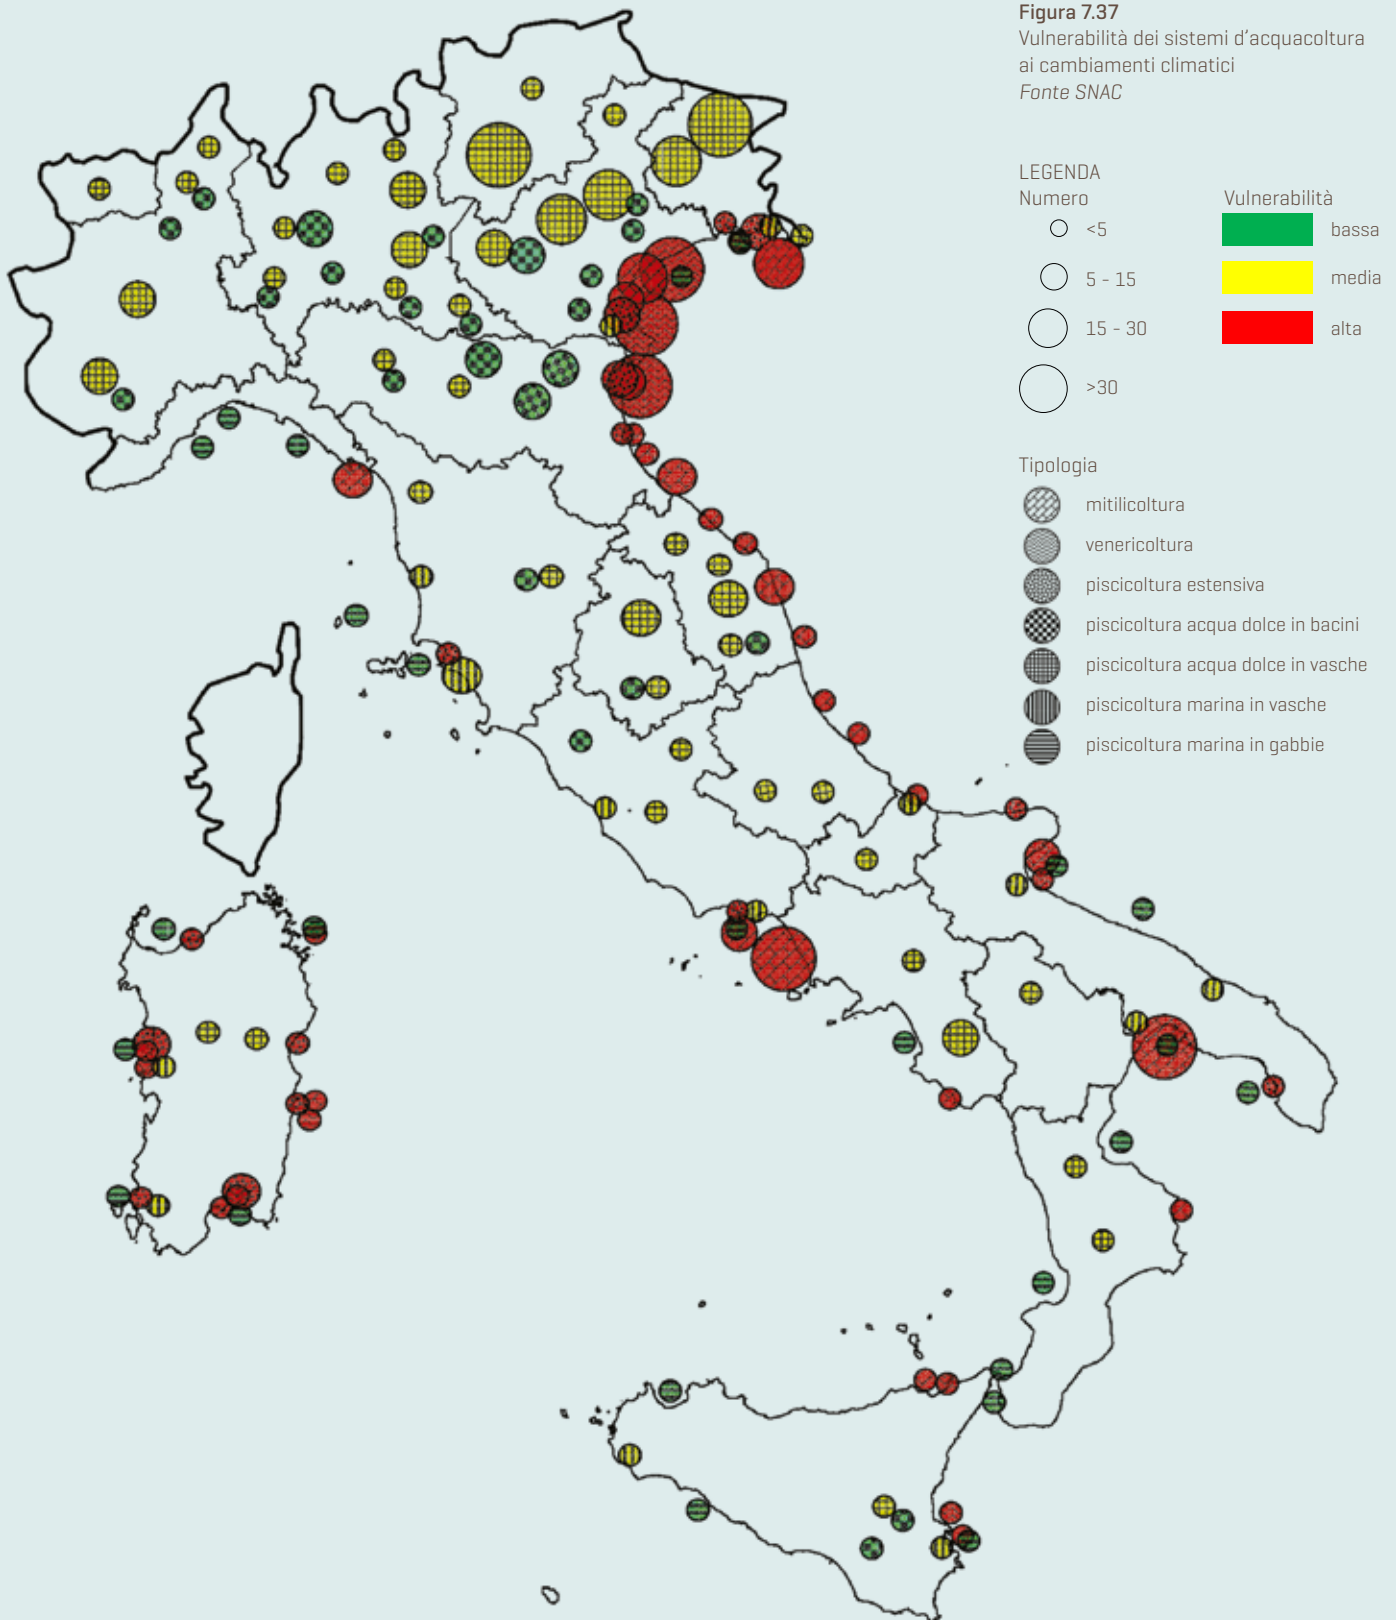 Figura 7.37
Vulnerabilità dei sistemi d'acquacoltura
ai cambiamenti climatici
Fonte SNAC
LEGENDA
Numero
<5
5 - 15
15 - 30
>30
Vulnerabilità
bassa
media
alta
Tipologia
mitilicoltura
venericoltura
piscicoltura estensiva
piscicoltura acqua dolce in bacini
piscicoltura acqua dolce in vasche
piscicoltura marina in vasche
piscicoltura marina in gabbie